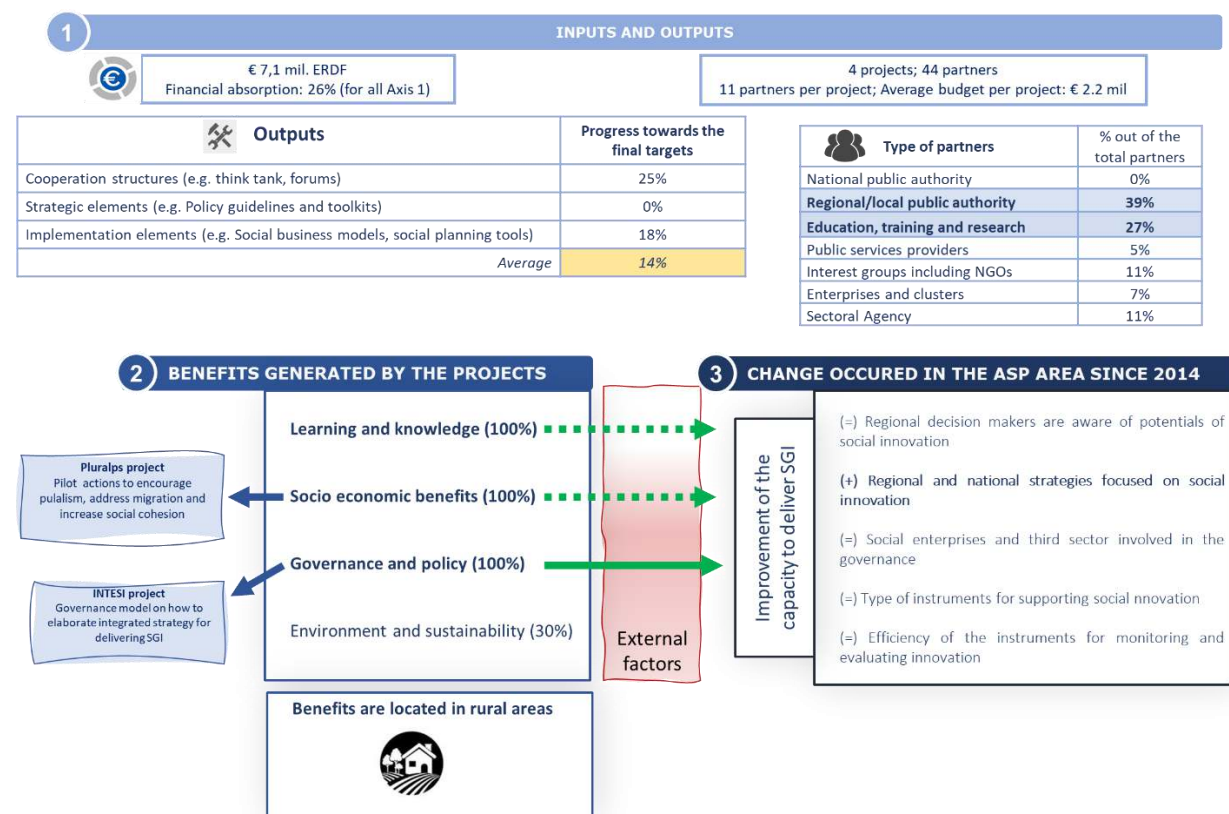 1
INPUTS AND OUTPUTS
€
€ 7,1 mil. ERDF
Financial absorption: 26% (for all Axis 1)
4 projects; 44 partners
11 partners per project; Average budget per project: € 2.2 mil
Outputs
Progress towards the
final targets
Cooperation structures (e.g. think tank, forums)
25%
Strategic elements (e.g. Policy guidelines and toolkits)
0%
Implementation elements (e.g. Social business models, social planning tools)
18%
Average
14%
Type of partners
% out of the
total partners
National public authority
0%
Regional/local public authority
39%
Education, training and research
27%
Public services providers
5%
Interest groups including NGOs
11%
Enterprises and clusters
7%
Sectoral Agency
11%
2
BENEFITS GENERATED BY THE PROJECTS
Learning and knowledge (100%)
Socio economic benefits (100%)
Governance and policy (100%)
Environment and sustainability (30%)
Pluralps project
Pilot actions to encourage
pulalism, address migration and
increase social cohesion
INTESI project
Governance model on how to
elaborate integrated strategy for
delivering SGI
Benefits are located in rural areas
External
factors
3
CHANGE OCCURED IN THE ASP AREA SINCE 2014
Improvement of the
capacity to deliver SGI
(=) Regional decision makers are aware of potentials of
social innovation
(+) Regional and national strategies focused on social
innovation
(=) Social enterprises and third sector involved in the
governance
(=) Type of instruments for supporting social nnovation
(=) Efficiency of the instruments for monitoring and
evaluating innovation